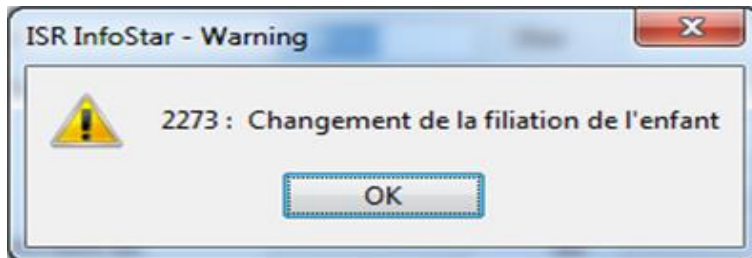 ISR InfoStar - Warning
2273 : Changement de la filiation de l'enfant
OK